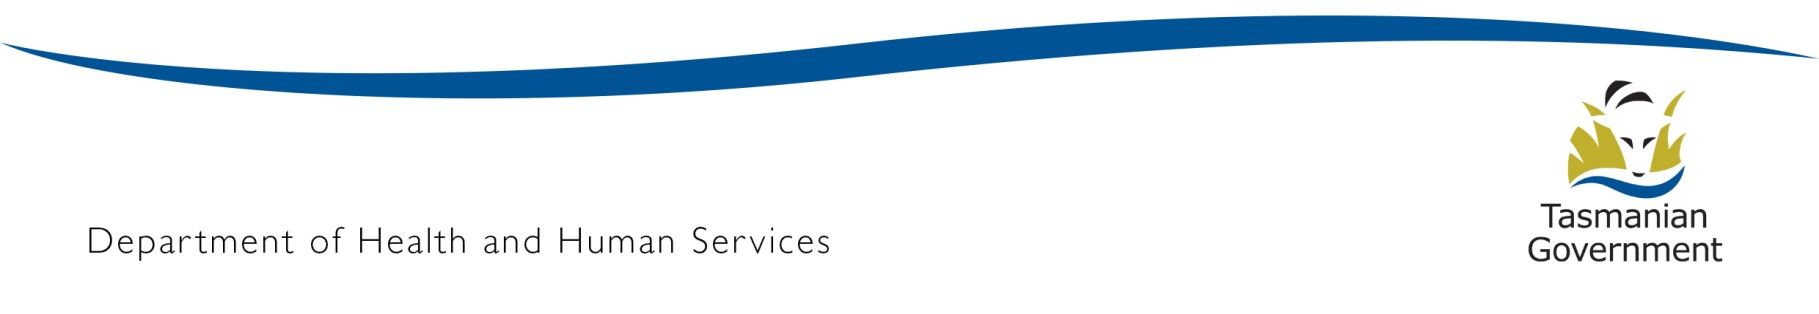 Department of Health and Human Services
Tasmanian
Government